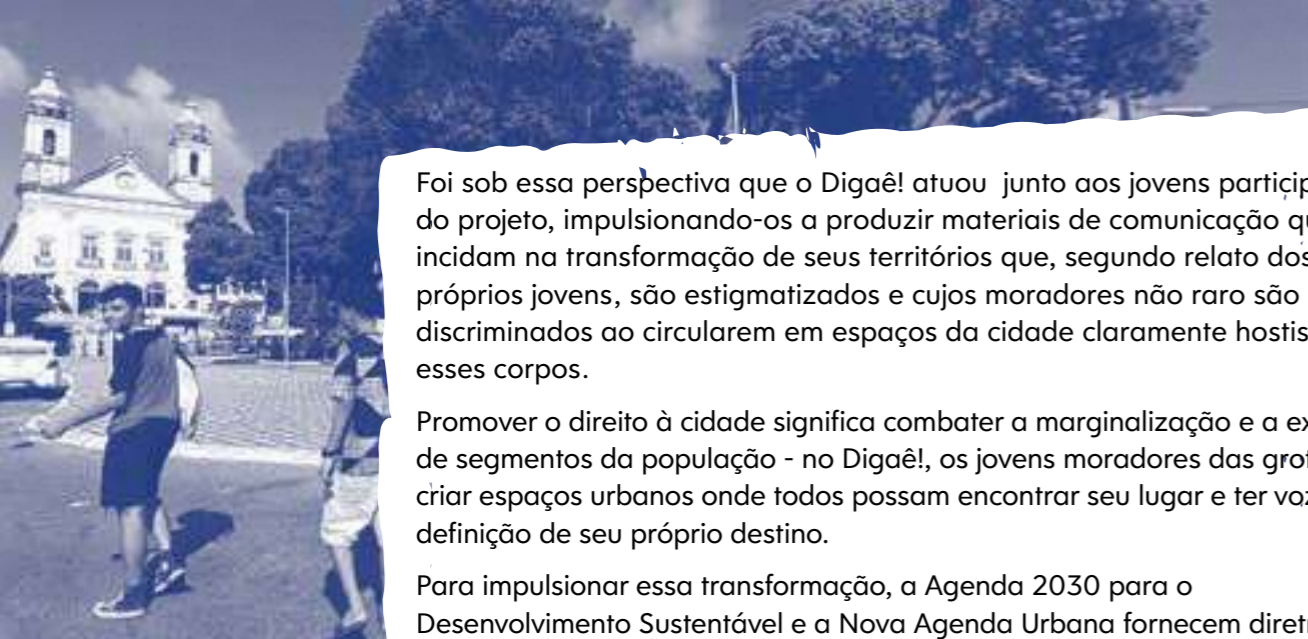 Foi sob essa perspectiva que o Digaê! atuou junto aos jovens particip
do projeto, impulsionando-os a produzir materiais de comunicação qu
incidam na transformação de seus territórios que, segundo relato dos
próprios jovens, são estigmatizados e cujos moradores não raro são
discriminados ao circularem em espaços da cidade claramente hostis
esses corpos.
Promover o direito à cidade significa combater a marginalização e a ex
de segmentos da população - no Digaê!, os jovens moradores das grot
criar espaços urbanos onde todos possam encontrar seu lugar e ter voz
definição de seu próprio destino.
Para impulsionar essa transformação, a Agenda 2030 para o
Desenvolvimento Sustentável e a Nova Agenda Urbana fornecem diret